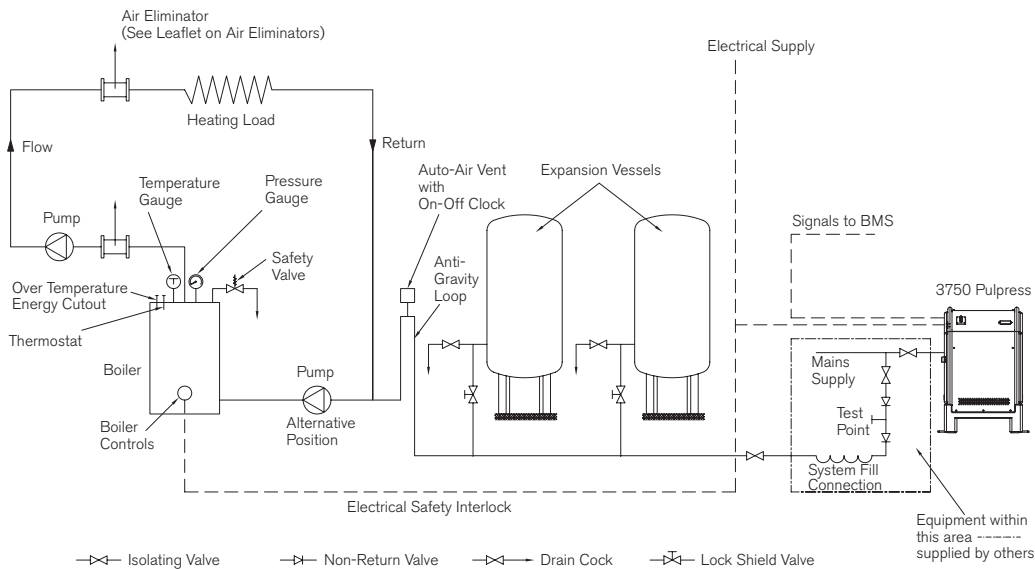 Air Eliminator
(See Leaflet on Air Eliminators)
Electrical Supply
Heating Load
Flow
Return
Temperature
Gauge
Pressure
Gauge
Auto-Air Vent
with
On-Off Clock
Expansion Vessels
Pump
Signals to BMS
Safety
Valve
Anti-
Gravity
Loop
Over Temperature
Energy Cutout
3750 Pulpress
Thermostat
Boiler
Mains
Supply
Pump
Alternative
Position
Test
Point
Boiler
Controls
System Fill
Connection
Electrical Safety Interlock
Equipment within
this area
supplied by others
Isolating Valve
Non-Return Valve
Drain Cock
Lock Shield Valve